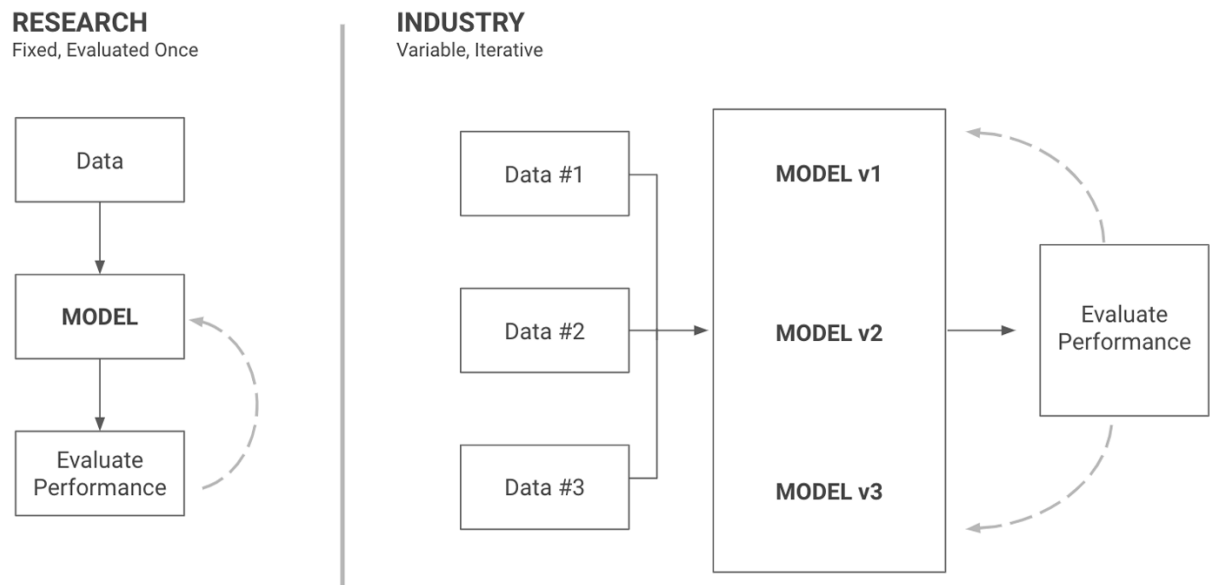 RESEARCH
Fixed, Evaluated Once
Data
MODEL
Evaluate
Performance
INDUSTRY
Variable, Iterative
Data #1
Data #2
Data #3
MODEL v1
MODEL v2
MODEL v3
Evaluate
Performance